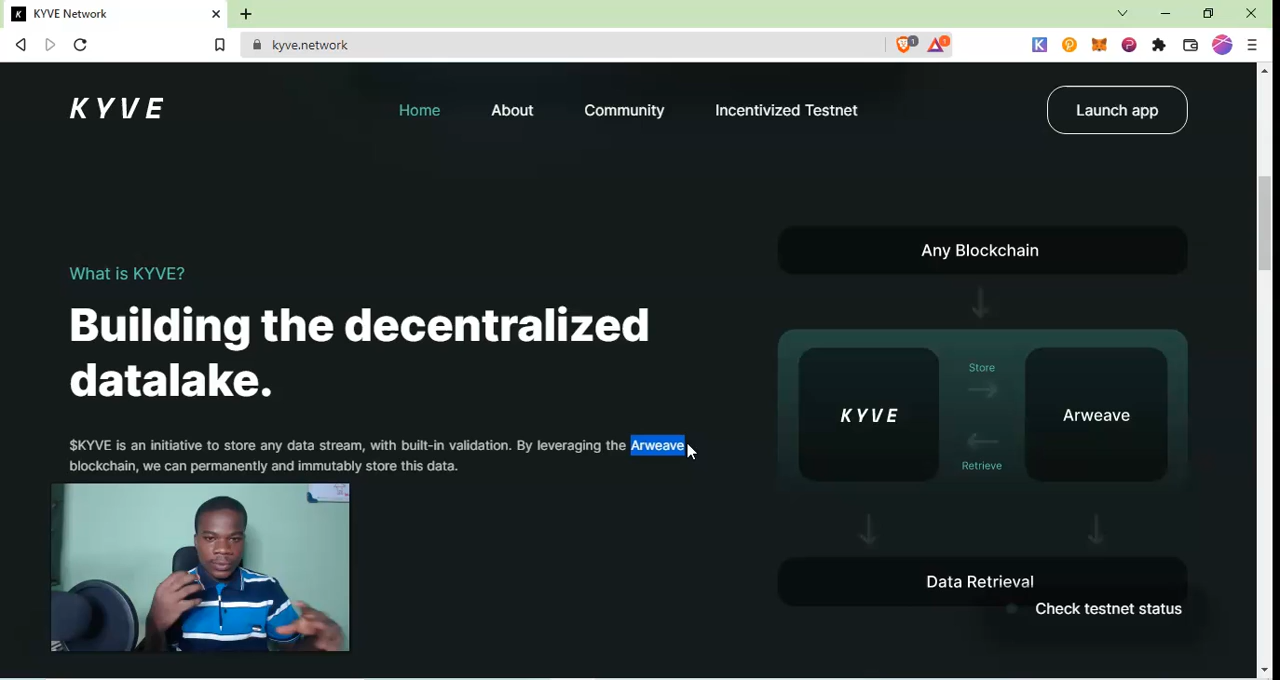 KYVE Network
kyve.network
1
1
KYVE
Home
About
Community
Incentivized Testnet
Launch app
What is KYVE?
Building the decentralized
datalake.
$KYVE is an initiative to store any data stream, with built-in validation. By leveraging the Arweave
blockchain, we can permanently and immutably store this data.
Any Blockchain
Store
KYVE
Arweave
Retrieve
Data Retrieval
Check testnet status